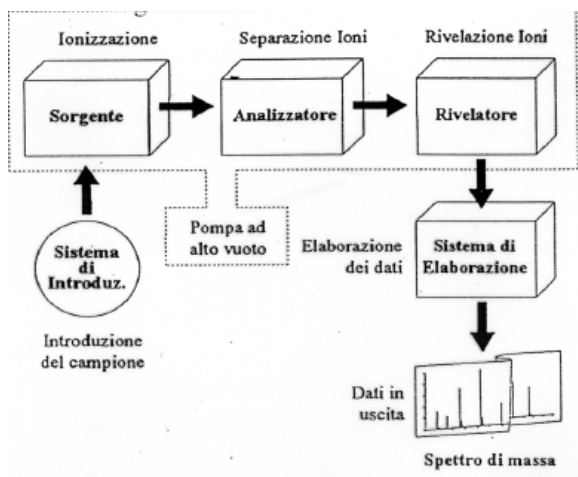 Ionizzazione
Separazione Ioni
Rivelazione Ioni
Sorgente
Analizzatore
Rivelatore
Pompa ad
alto vuoto
Sistema
di
Introduz.
Introduzione
del campione
Elaborazione
dei dati
Sistema di
Elaborazione
Dati in
uscita
Spettro di massa